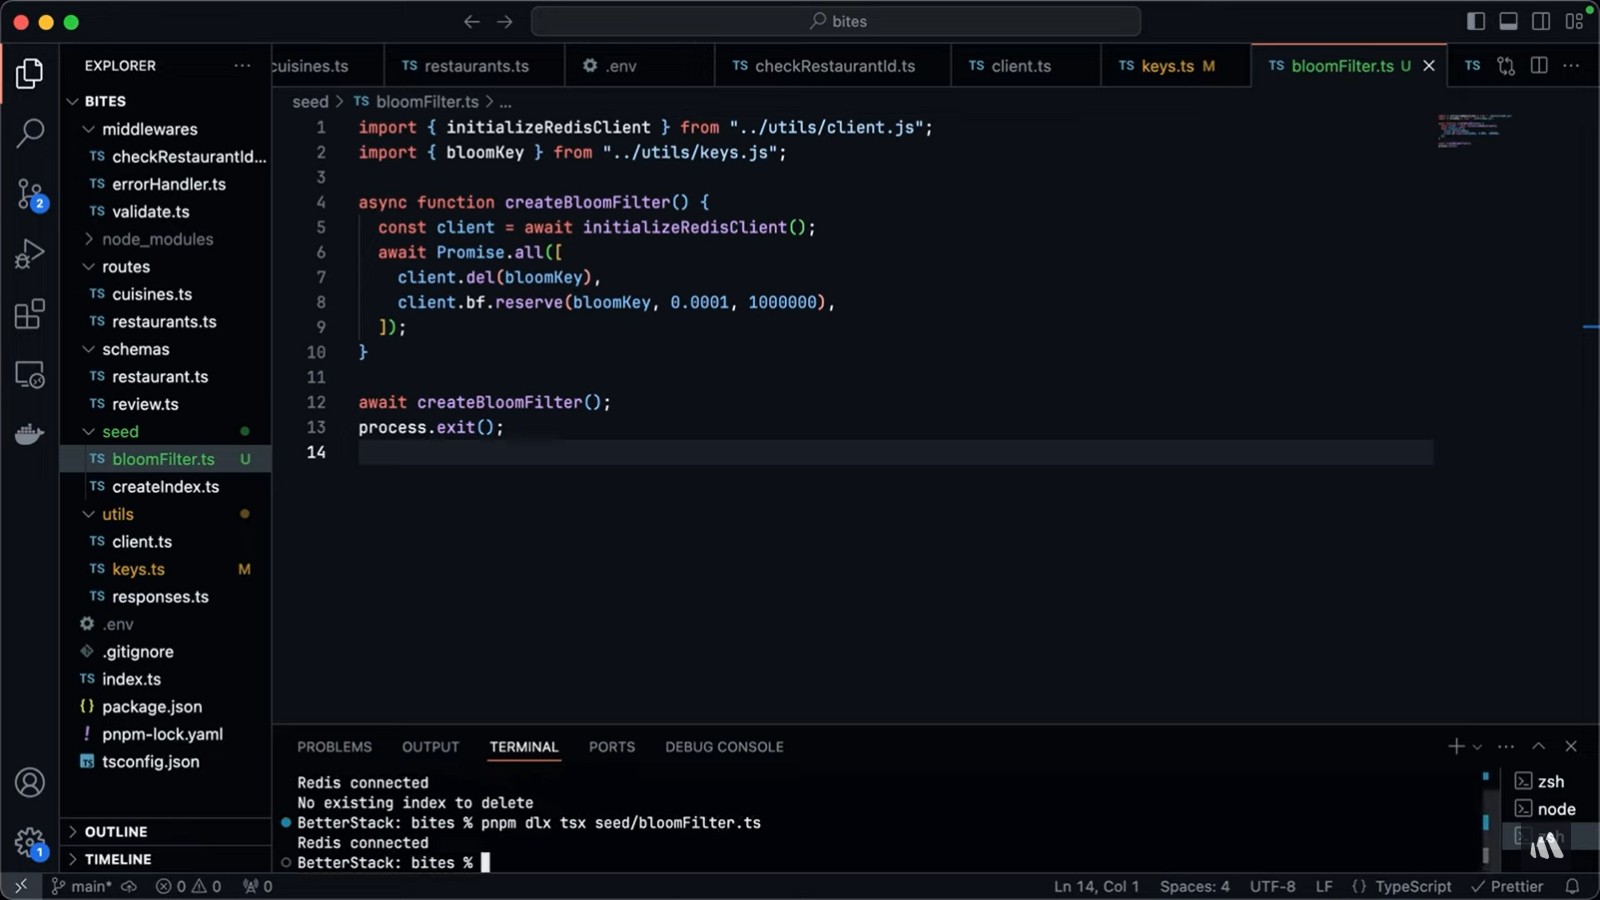 bites
EXPLORER
BITES
middlewares
TS checkRestaurantId...
TS errorHandler.ts
TS validate.ts
node_modules
routes
TS cuisines.ts
TS restaurants.ts
schemas
TS restaurant.ts
TS review.ts
seed
TS bloomFilter.ts U
TS createIndex.ts
utils
TS client.ts
TS keys.ts M
TS responses.ts
.env
.gitignore
TS index.ts
{} package.json
! pnpm-lock.yaml
TS tsconfig.json
OUTLINE
TIMELINE
2
1
cuisines.ts
TS restaurants.ts
.env
TS checkRestaurantId.ts
TS client.ts
TS keys.ts M
TS bloomFilter.ts U
TS
seed > TS bloomFilter.ts > ...
1 import { initializeRedisClient } from "../utils/client.js";
2 import { bloomKey } from "../utils/keys.js";
3
4 async function createBloomFilter() {
5 const client = await initializeRedisClient();
6 await Promise.all([
7 client.del(bloomKey),
8 client.bf.reserve(bloomKey, 0.0001, 1000000),
9 ]);
10 }
11
12 await createBloomFilter();
13 process.exit();
14
PROBLEMS OUTPUT TERMINAL PORTS DEBUG CONSOLE
Redis connected
No existing index to delete
BetterStack: bites % pnpm dlx tsx seed/bloomFilter.ts
Redis connected
BetterStack: bites %
zsh
node
main* 0 0 0
Ln 14, Col 1 Spaces: 4 UTF-8 LF {} TypeScript Prettier